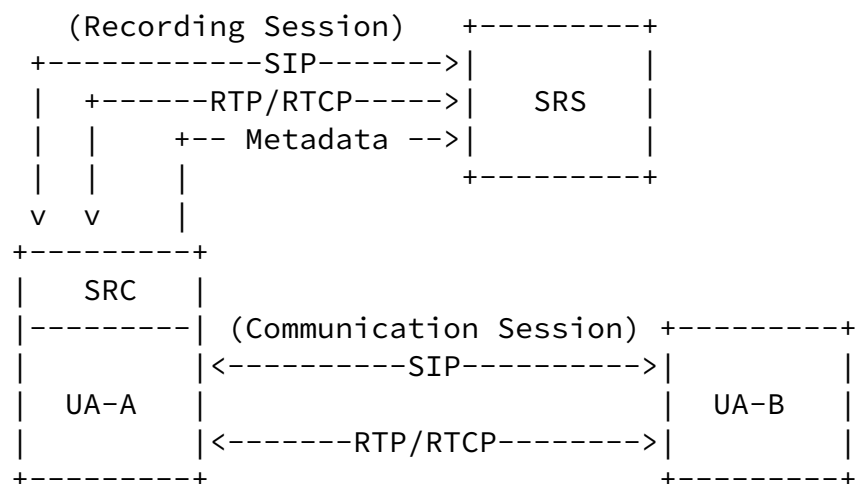 (Recording Session)
SIP
RTP/RTCP
SRS
Metadata
SRC
(Communication Session)
SIP
UA-A
UA-B
RTP/RTCP